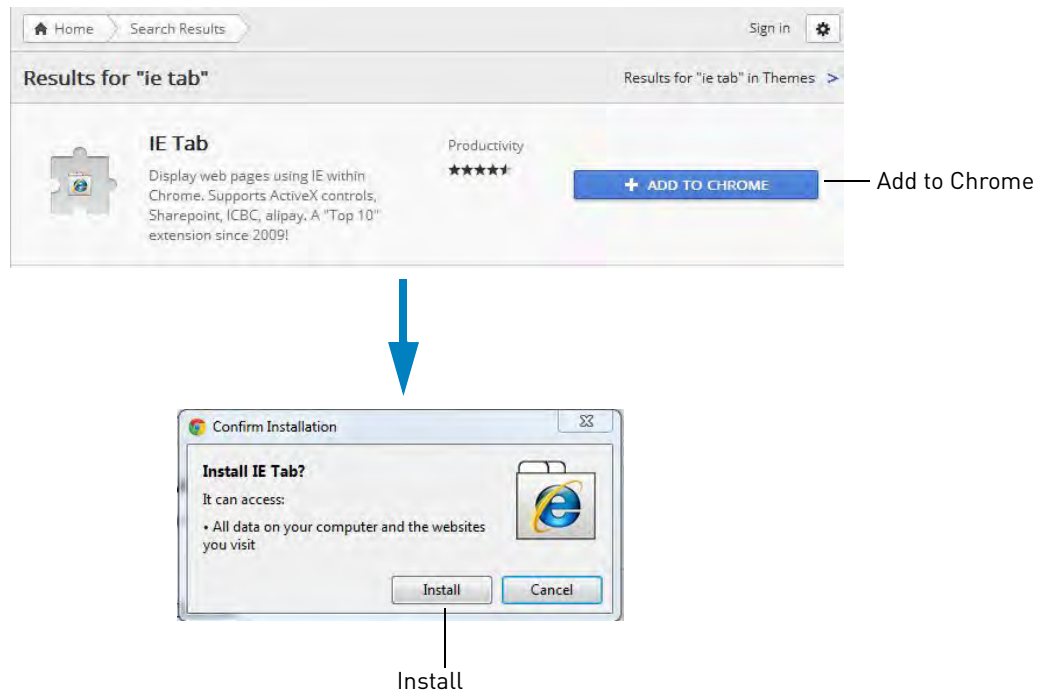 Home
Search Results
Sign in
Results for "ie tab"
Results for "ie tab" in Themes >
IE Tab
Productivity
Display web pages using IE within
Chrome. Supports ActiveX controls,
Sharepoint, ICBC, alipay. A "Top 10"
extension since 2009!
+ ADD TO CHROME
Add to Chrome
Confirm Installation
Install IE Tab?
It can access:
• All data on your computer and the websites
you visit
Install
Cancel
Install